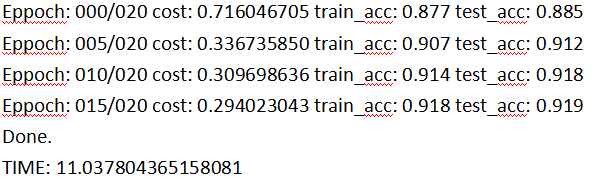 Eppoch: 000/020 cost: 0.716046705 train_acc: 0.877 test_acc: 0.885
Eppoch: 005/020 cost: 0.336735850 train_acc: 0.907 test_acc: 0.912
Eppoch: 010/020 cost: 0.309698636 train_acc: 0.914 test_acc: 0.918
Eppoch: 015/020 cost: 0.294023043 train_acc: 0.918 test_acc: 0.919
Done.
TIME: 11.037804365158081